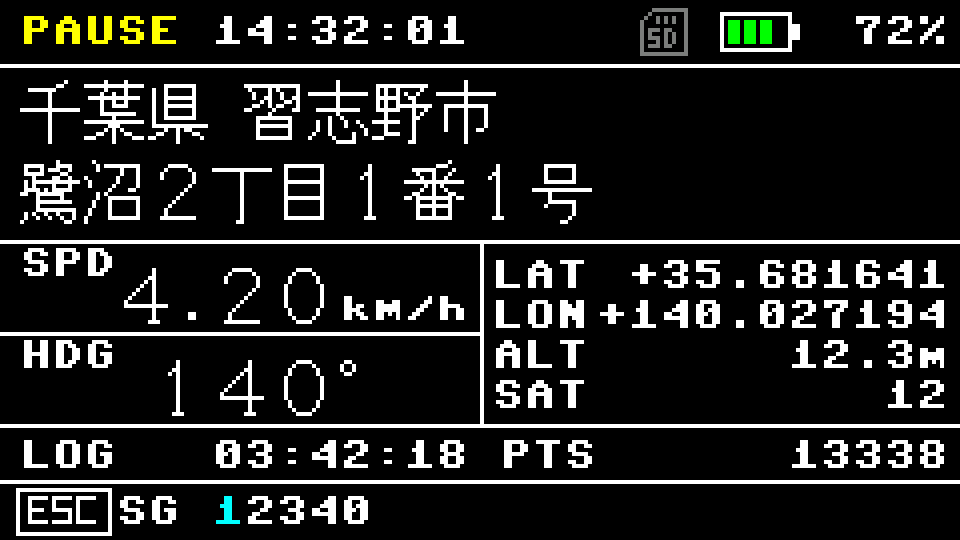 PAUSE 14:32:01 SD 72%
千葉県 習志野市
鷺沼2丁目1番1号
SPD 4.20km/h
HDG 140°
LAT +35.681641
LON+140.027194
ALT 12.3m
SAT 12
LOG 03:42:18 PTS 13338
ESC SG 12340